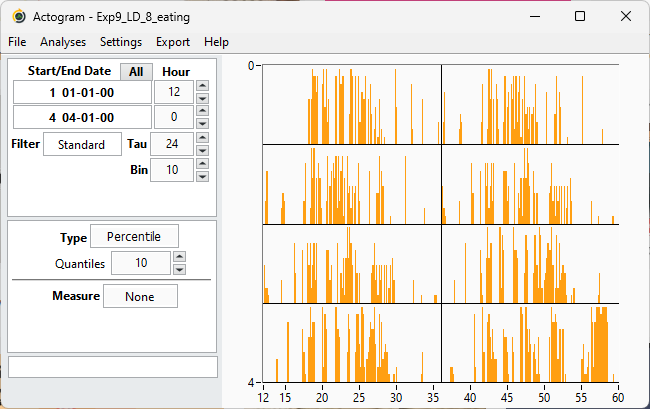 Actogram - Exp9_LD_8_eating
File Analyses Settings Export Help
Start/End Date All Hour
1 01-01-00 12
4 04-01-00 0
Filter Standard Tau 24
Bin 10
Type Percentile
Quantiles 10
Measure None
0
4
12 15 20 25 30 35 40 45 50 55 60